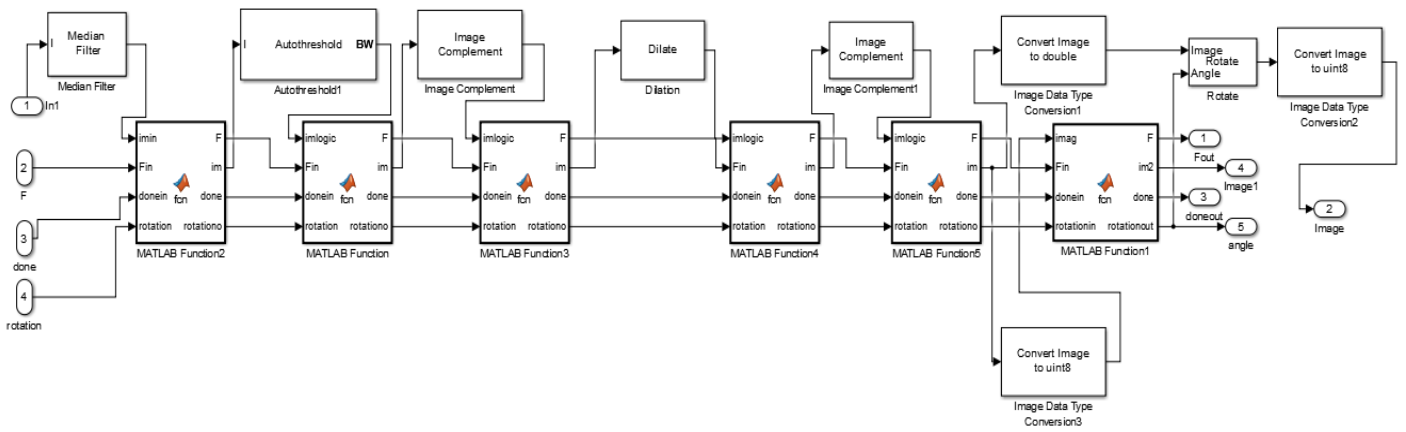 I
Median
Filter
Median Filter
1
In1
2
F
3
done
4
rotation
imin
Fin
donein
rotation
fcn
F
im
done
rotationo
MATLAB Function2
I
Autothreshold
BW
Autothreshold1
imlogic
Fin
donein
rotation
fcn
F
im
done
rotationo
MATLAB Function
Image
Complement
Image Complement
imlogic
Fin
donein
rotation
fcn
F
im
done
rotationo
MATLAB Function3
Dilate
Dilation
imlogic
Fin
donein
rotation
fcn
F
im
done
rotationo
MATLAB Function4
Image
Complement
Image Complement1
imlogic
Fin
donein
rotation
fcn
F
im
done
rotationo
MATLAB Function5
Convert Image
to double
Image Data Type
Conversion1
imag
Fin
donein
rotationin
fcn
F
im2
done
rotationout
MATLAB Function1
Convert Image
to uint8
Image Data Type
Conversion3
Image
Rotate
Angle
Rotate
Convert Image
to uint8
Image Data Type
Conversion2
1
Fout
4
Image1
3
doneout
5
angle
2
Image